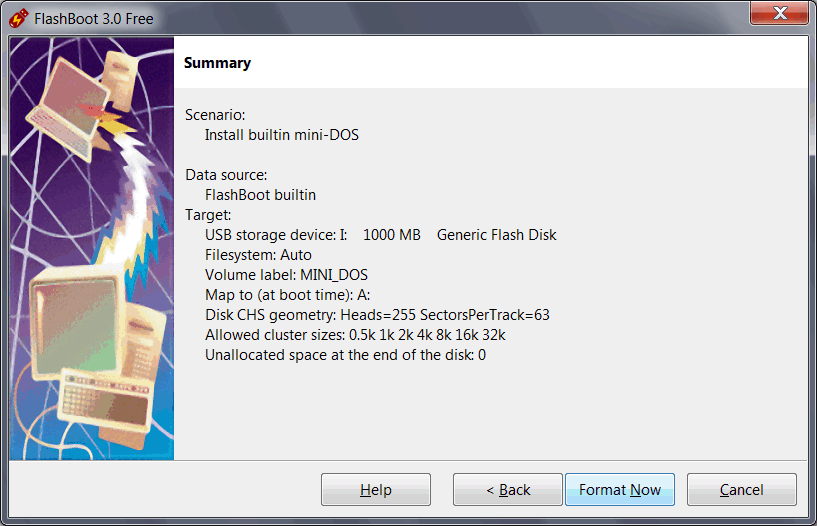 FlashBoot 3.0 Free
Summary
Scenario:
Install builtin mini-DOS
Data source:
FlashBoot builtin
Target:
USB storage device: I: 1000 MB Generic Flash Disk
Filesystem: Auto
Volume label: MINI_DOS
Map to (at boot time): A:
Disk CHS geometry: Heads=255 SectorsPerTrack=63
Allowed cluster sizes: 0.5k 1k 2k 4k 8k 16k 32k
Unallocated space at the end of the disk: 0
Help < Back Format Now Cancel